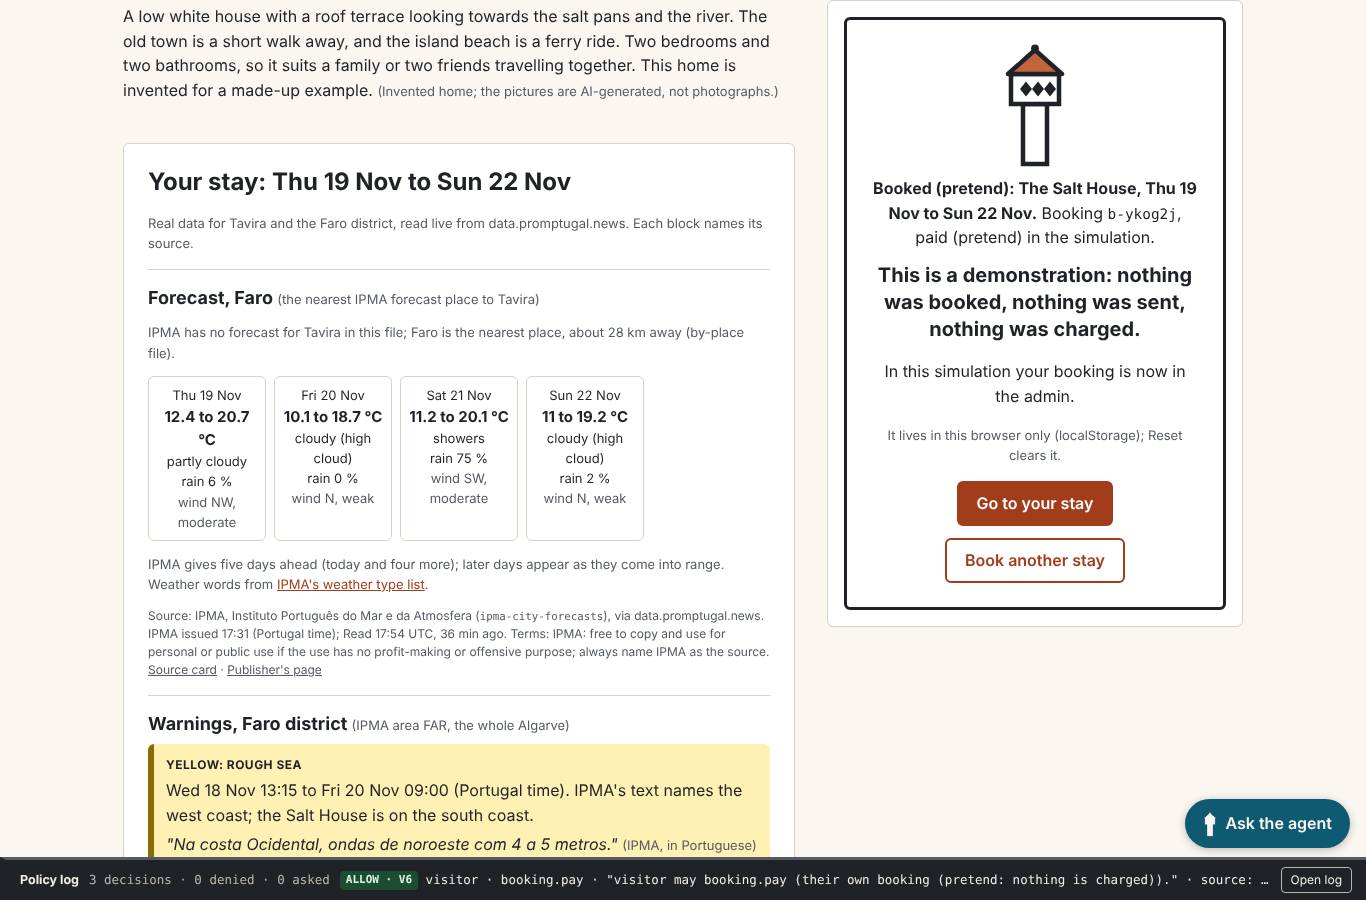 A low white house with a roof terrace looking towards the salt pans and the river. The
old town is a short walk away, and the island beach is a ferry ride. Two bedrooms and
two bathrooms, so it suits a family or two friends travelling together. This home is
invented for a made-up example. (Invented home; the pictures are AI-generated, not photographs.)
Your stay: Thu 19 Nov to Sun 22 Nov
Real data for Tavira and the Faro district, read live from data.promptugal.news. Each block names its
source.
Forecast, Faro (the nearest IPMA forecast place to Tavira)
IPMA has no forecast for Tavira in this file; Faro is the nearest place, about 28 km away (by-place
file).
Thu 19 Nov
12.4 to 20.7
°C
partly cloudy
rain 6 %
wind NW,
moderate
Fri 20 Nov
10.1 to 18.7 °C
cloudy (high
cloud)
rain 0 %
wind N, weak
Sat 21 Nov
11.2 to 20.1 °C
showers
rain 75 %
wind SW,
moderate
Sun 22 Nov
11 to 19.2 °C
cloudy (high
cloud)
rain 2 %
wind N, weak
IPMA gives five days ahead (today and four more); later days appear as they come into range.
Weather words from IPMA's weather type list.
Source: IPMA, Instituto Português do Mar e da Atmosfera (ipma-city-forecasts), via data.promptugal.news.
IPMA issued 17:31 (Portugal time); Read 17:54 UTC, 36 min ago. Terms: IPMA: free to copy and use for
personal or public use if the use has no profit-making or offensive purpose; always name IPMA as the source.
Source card · Publisher's page
Warnings, Faro district (IPMA area FAR, the whole Algarve)
YELLOW: ROUGH SEA
Wed 18 Nov 13:15 to Fri 20 Nov 09:00 (Portugal time). IPMA's text names the
west coast; the Salt House is on the south coast.
"Na costa Ocidental, ondas de noroeste com 4 a 5 metros." (IPMA, in Portuguese)
Booked (pretend): The Salt House, Thu 19
Nov to Sun 22 Nov. Booking b-ykog2j,
paid (pretend) in the simulation.
This is a demonstration: nothing
was booked, nothing was sent,
nothing was charged.
In this simulation your booking is now in
the admin.
It lives in this browser only (localStorage); Reset
clears it.
Go to your stay
Book another stay
Ask the agent
Policy log 3 decisions · 0 denied · 0 asked ALLOW · V6 visitor · booking.pay · "visitor may booking.pay (their own booking (pretend: nothing is charged))." · source: … Open log